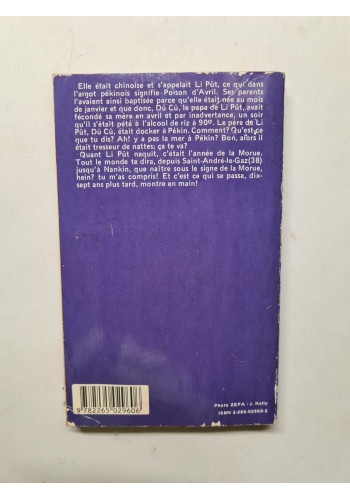 Elle était chinoise et s'appelait Li Pût, ce qui dans
l'argot pékinois signifie Poison d'Avril. Ses parents
l'avaient ainsi baptisée parce qu'elle était née au mois
de janvier et que donc, Dû Cû, le papa de Li Pût, avait
fécondé sa mère en avril et par inadvertance, un soir
qu'il s'était pété à l'alcool de riz à 90º. Le père de Li
Pût, Dû Cû, était docker à Pékin. Comment? Qu'est-ce
que tu dis? Ah! y a pas la mer à Pékin? Bon, alors il
était tresseur de nattes; ça te va?
Quant Li Pût naquit, c'était l'année de la Morue.
Tout le monde te dira, depuis Saint-André-le-Gaz(38)
jusqu'à Nankin, que naître sous le signe de la Morue,
hein? tu m'as compris! Et c'est ce qui se passa, dix-
sept ans plus tard, montre en main!
9 782265 029606
Photo ZEFA - J. Kelly
ISBN 2-265-02960-2